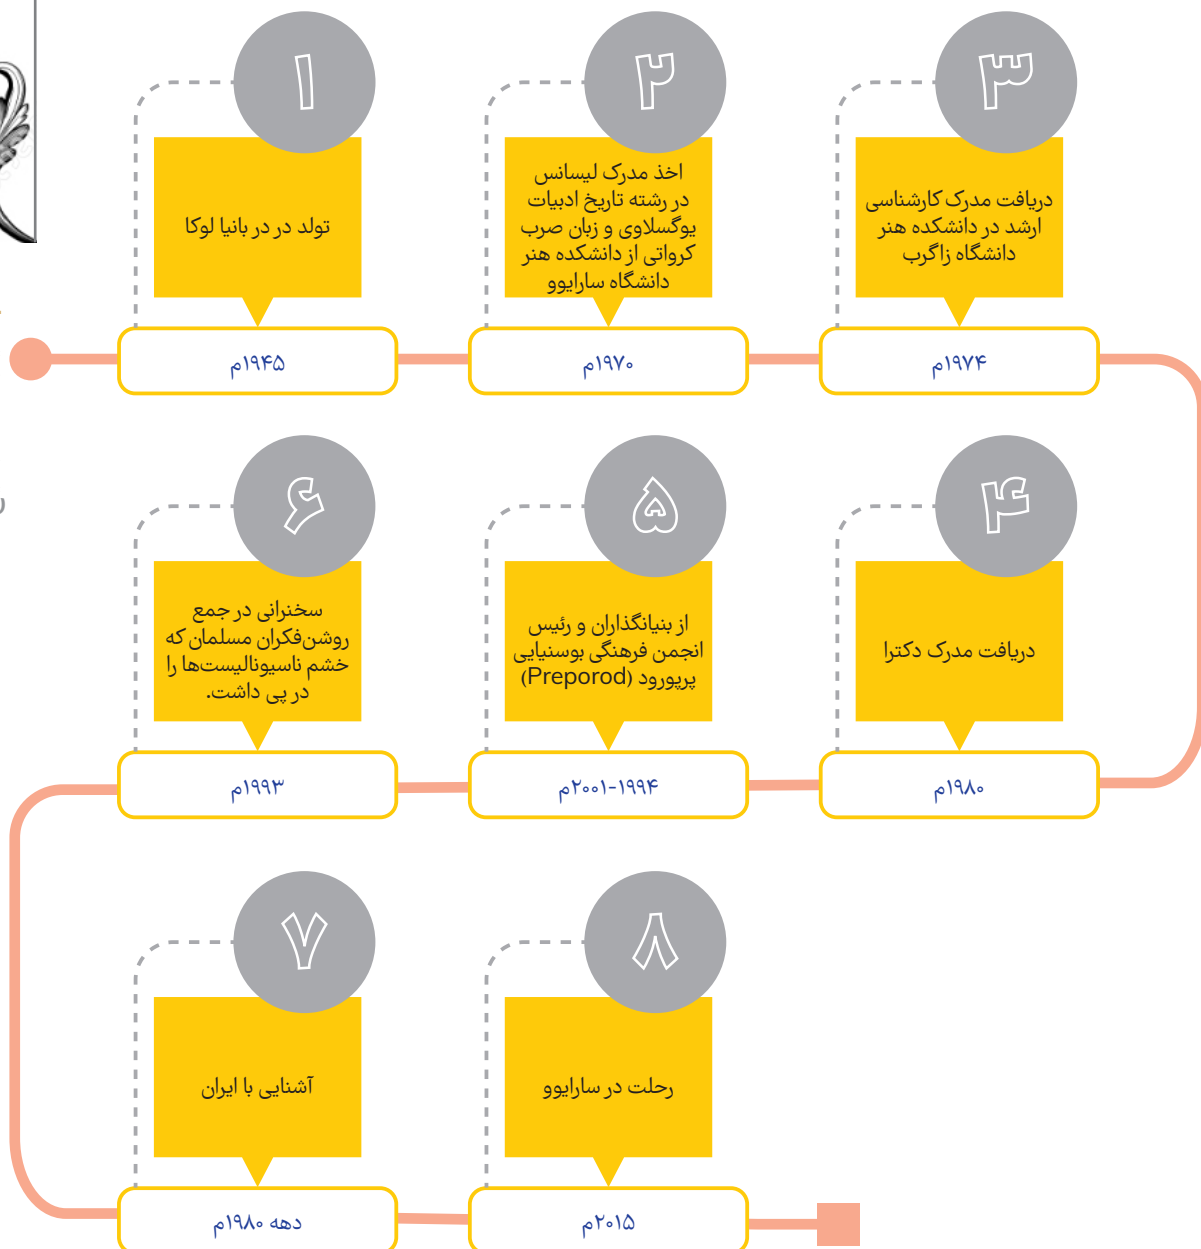 ۱
تولد در در بانیا لوکا
۱۹۴۵م
۲
اخذ مدرک لیسانس
در رشته تاریخ ادبیات
یوگسلاوی و زبان صرب
کرواتی از دانشکده هنر
دانشگاه سارایوو
۱۹۷۰م
۳
دریافت مدرک کارشناسی
ارشد در دانشکده هنر
دانشگاه زاگرب
۱۹۷۴م
۴
دریافت مدرک دکترا
۱۹۸۰م
۵
از بنیانگذاران و رئیس
انجمن فرهنگی بوسنیایی
پرپورود (Preporod)
۱۹۹۴-۲۰۰۱م
۶
سخنرانی در جمع
روشن‌فکران مسلمان که
خشم ناسیونالیست‌ها را
در پی داشت.
۱۹۹۳م
۷
آشنایی با ایران
دهه ۱۹۸۰م
۸
رحلت در سارایوو
۲۰۱۵م